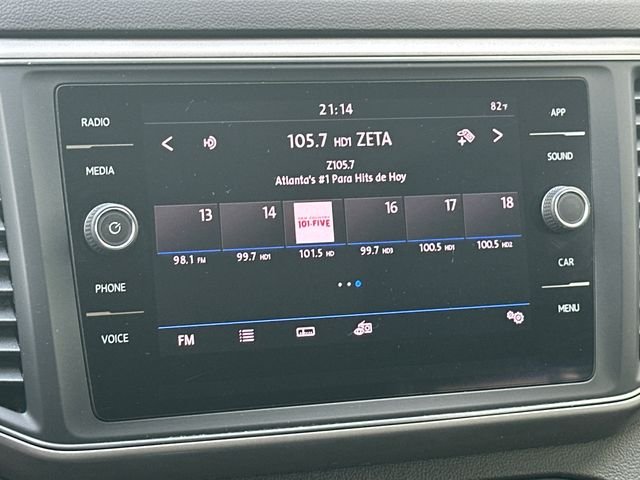 21:14
82°F
RADIO
APP
105.7 HD1 ZETA
SOUND
Z105.7
MEDIA
Atlanta's #1 Para Hits de Hoy
13 14 16 17 18
101·FIVE
98.1 FM 99.7 HD1 101.5 HD 99.7 HD3 100.5 HD1 100.5 HD2
PHONE
CAR
VOICE
MENU
FM